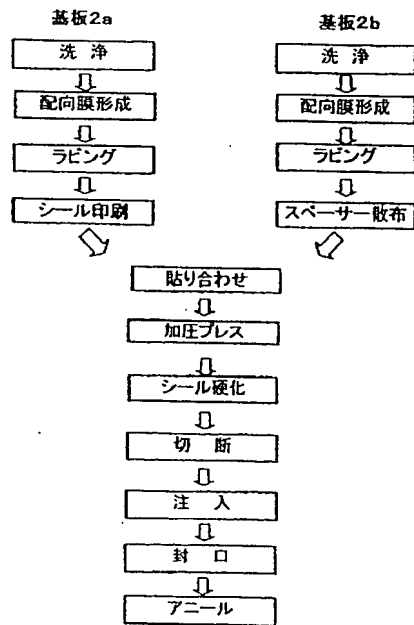 基板2a
洗 浄
配向膜形成
ラビング
シール印刷
基板2b
洗 浄
配向膜形成
ラビング
スペーサー散布
貼り合わせ
加圧プレス
シール硬化
切 断
注 入
封 口
アニール